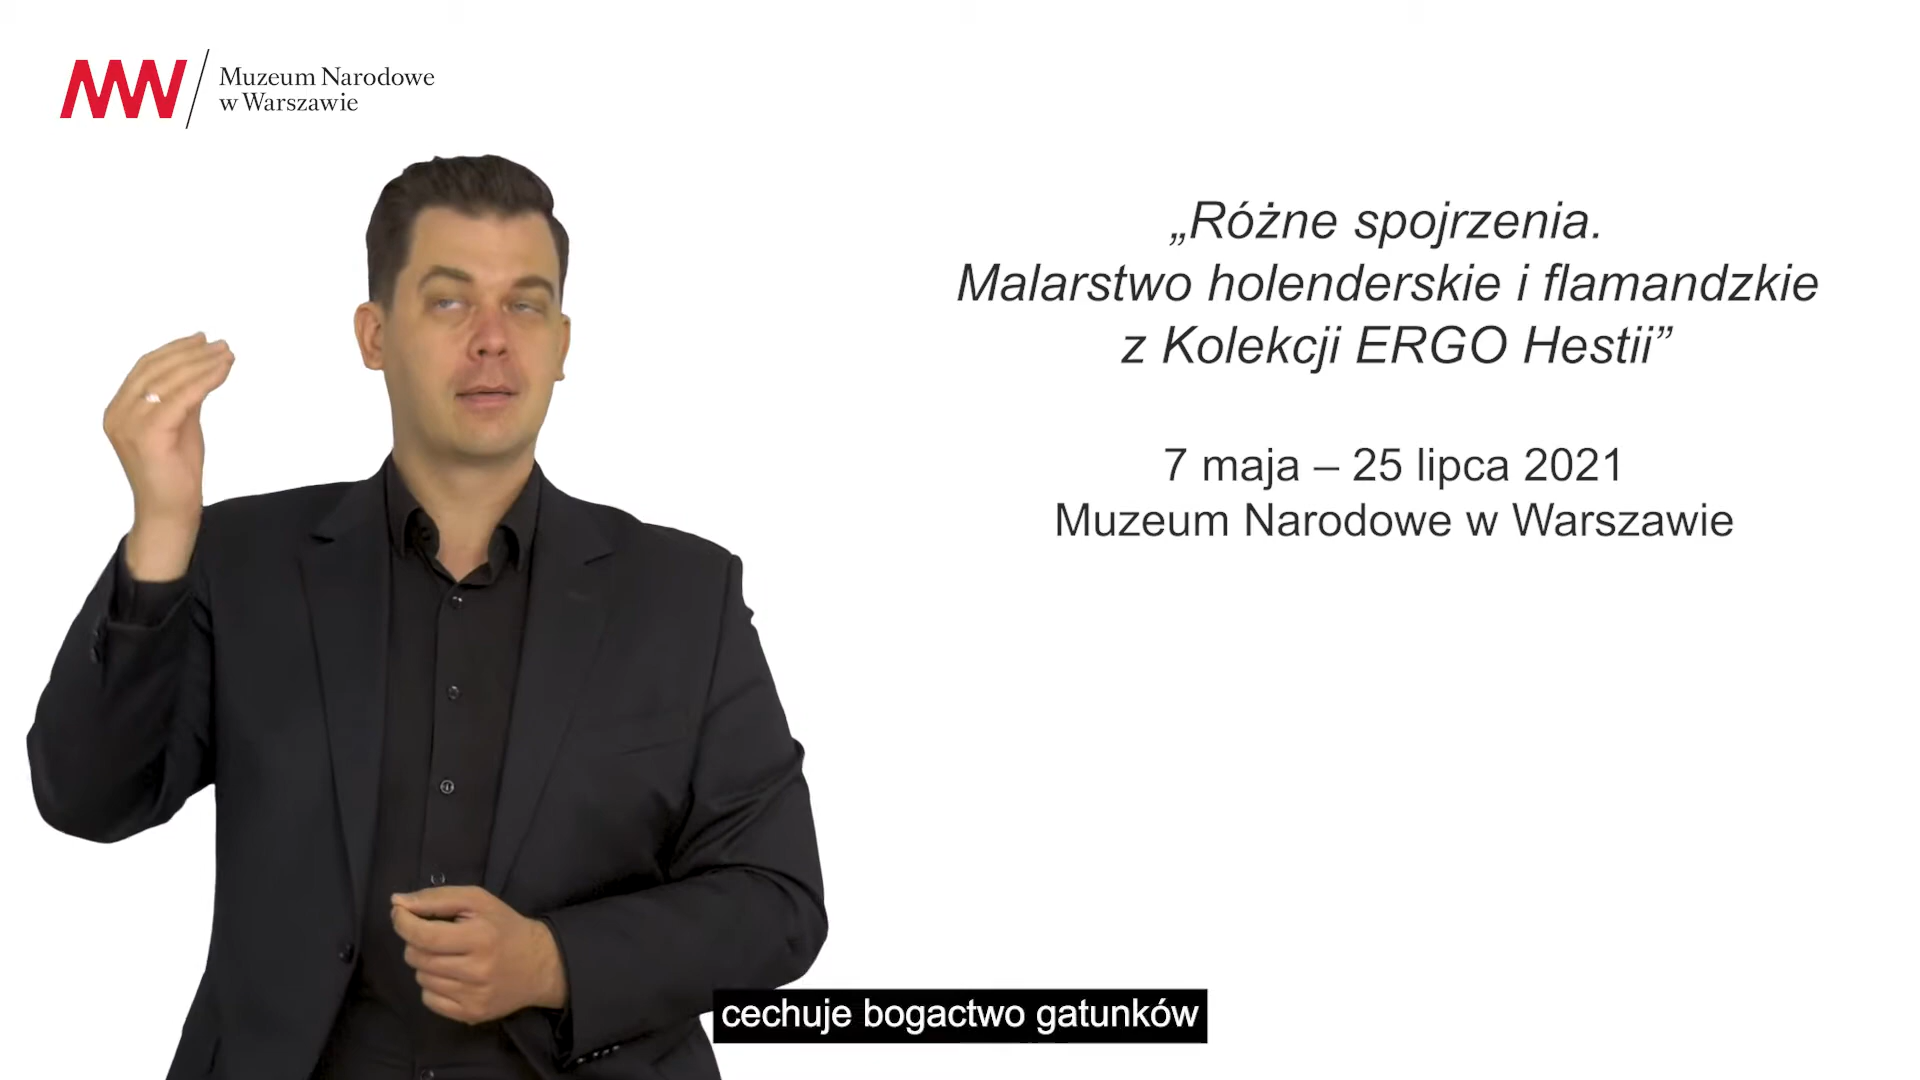 MNW
Muzeum Narodowe
w Warszawie
„Różne spojrzenia.
Malarstwo holenderskie i flamandzkie
z Kolekcji ERGO Hestii”
7 maja – 25 lipca 2021
Muzeum Narodowe w Warszawie
cechuje bogactwo gatunków